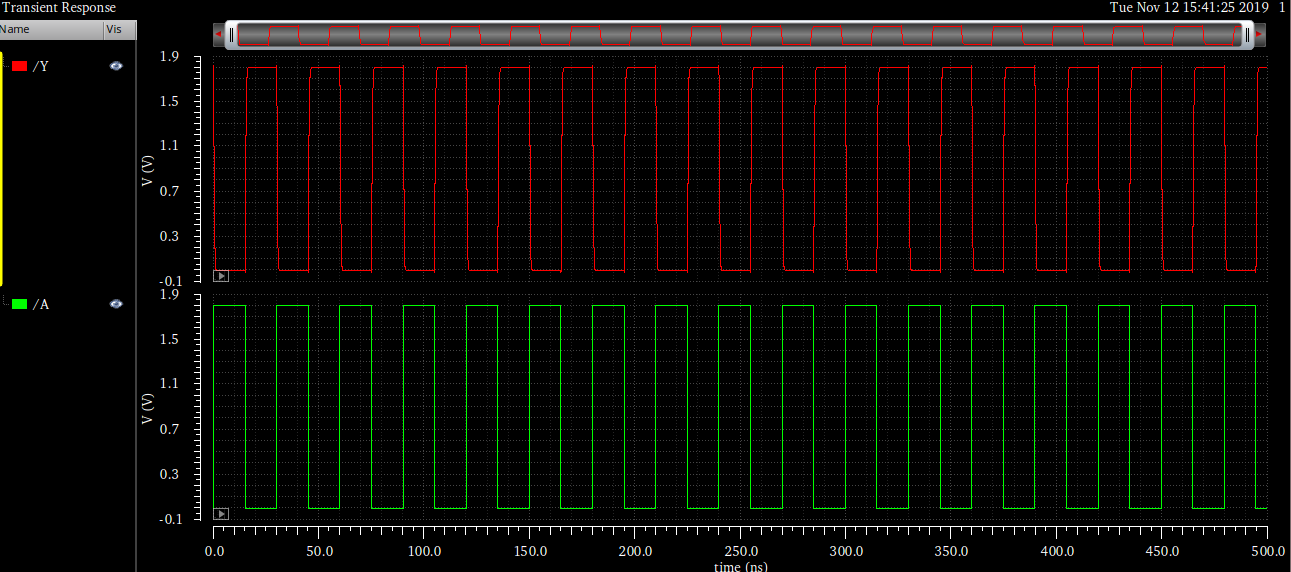 Transient Response
Tue Nov 12 15:41:25 2019 1
Name Vis
/Y
1.9
1.5
1.1
0.7
0.3
-0.1
V (V)
/A
1.9
1.5
1.1
0.7
0.3
-0.1
V (V)
0.0 50.0 100.0 150.0 200.0 250.0 300.0 350.0 400.0 450.0 500.0
time (ns)